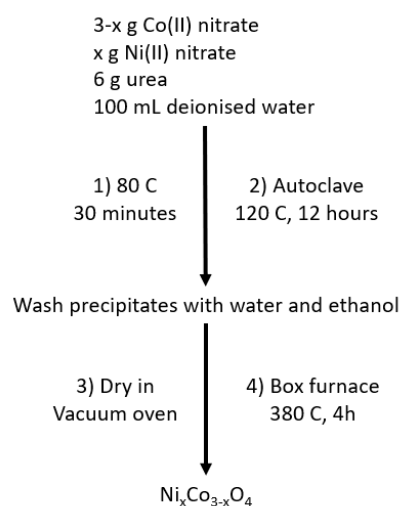 3-x g Co(II) nitrate
x g Ni(II) nitrate
6 g urea
100 mL deionised water
1) 80 C
30 minutes
2) Autoclave
120 C, 12 hours
Wash precipitates with water and ethanol
3) Dry in
Vacuum oven
4) Box furnace
380 C, 4h
NiₓCo₃₋ₓO₄